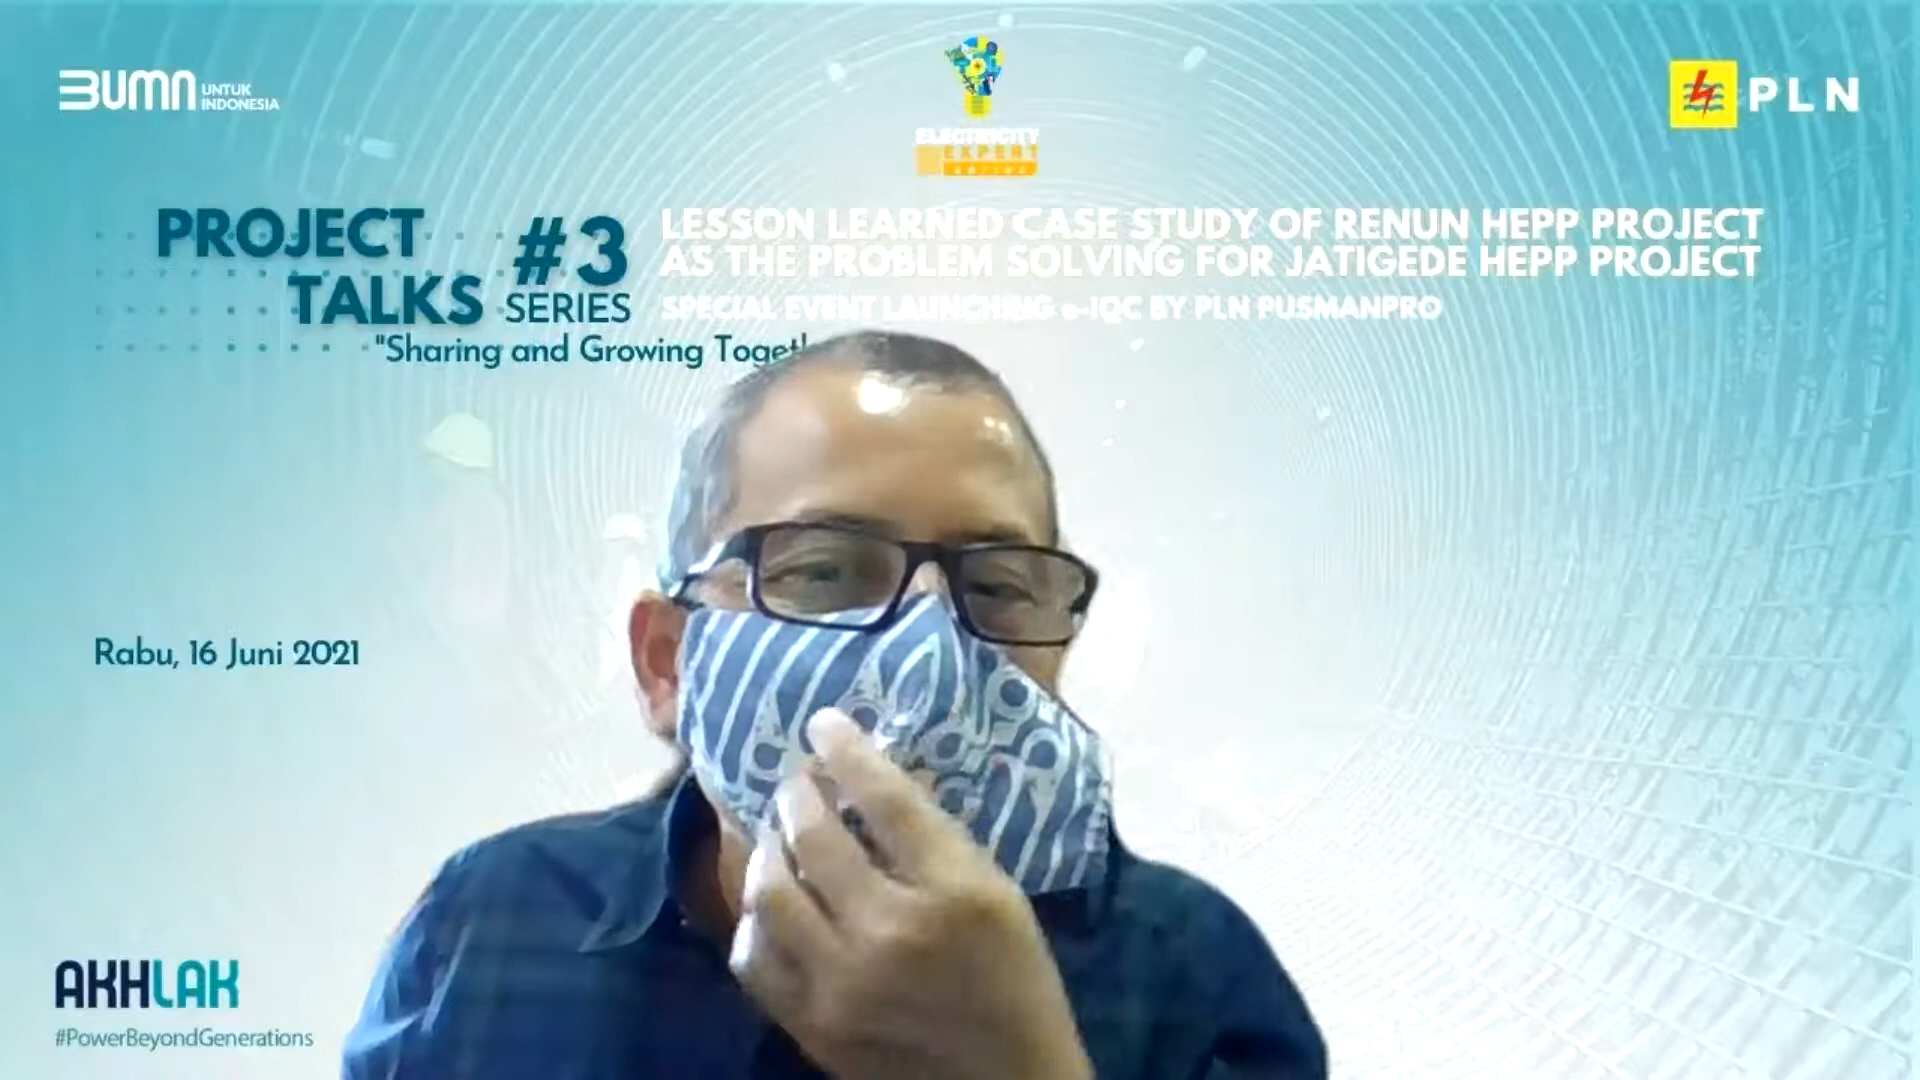 BUMN UNTUK
INDONESIA
ELECTRICITY
EXPERT
PLN
PROJECT
TALKS
#3
SERIES
"Sharing and Growing Toget
LESSON LEARNED CASE STUDY OF RENUN HEPP PROJECT
AS THE PROBLEM SOLVING FOR JATIGEDE HEPP PROJECT
SPECIAL EVENT LAUNCHING e-IQC BY PLN PUSMANPRO
Rabu, 16 Juni 2021
AKHLAK
#PowerBeyondGenerations